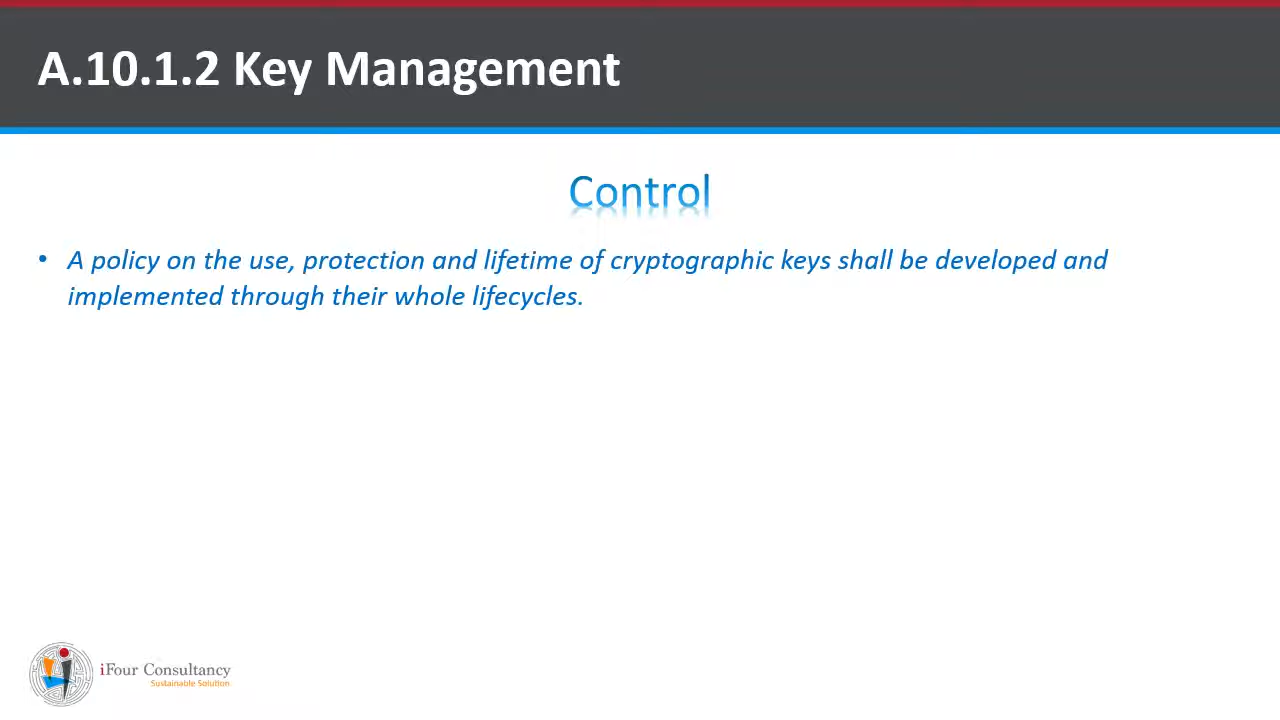 A.10.1.2 Key Management
Control
• A policy on the use, protection and lifetime of cryptographic keys shall be developed and
implemented through their whole lifecycles.
iFour Consultancy
Sustainable Solution